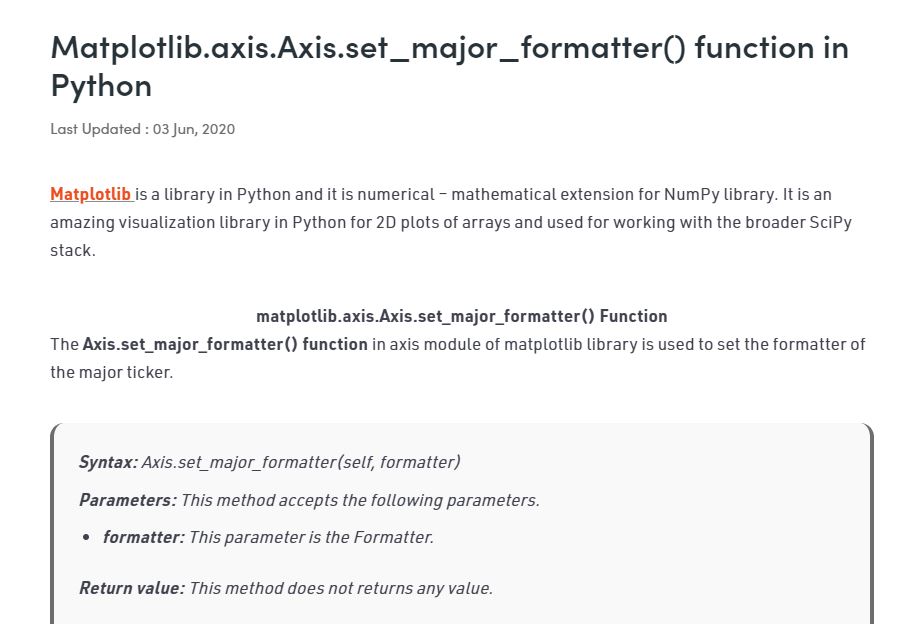 Matplotlib.axis.Axis.set_major_formatter() function in
Python
Last Updated : 03 Jun, 2020
Matplotlib is a library in Python and it is numerical – mathematical extension for NumPy library. It is an
amazing visualization library in Python for 2D plots of arrays and used for working with the broader SciPy
stack.
matplotlib.axis.Axis.set_major_formatter() Function
The Axis.set_major_formatter() function in axis module of matplotlib library is used to set the formatter of
the major ticker.
Syntax: Axis.set_major_formatter(self, formatter)
Parameters: This method accepts the following parameters.
• formatter: This parameter is the Formatter.
Return value: This method does not returns any value.